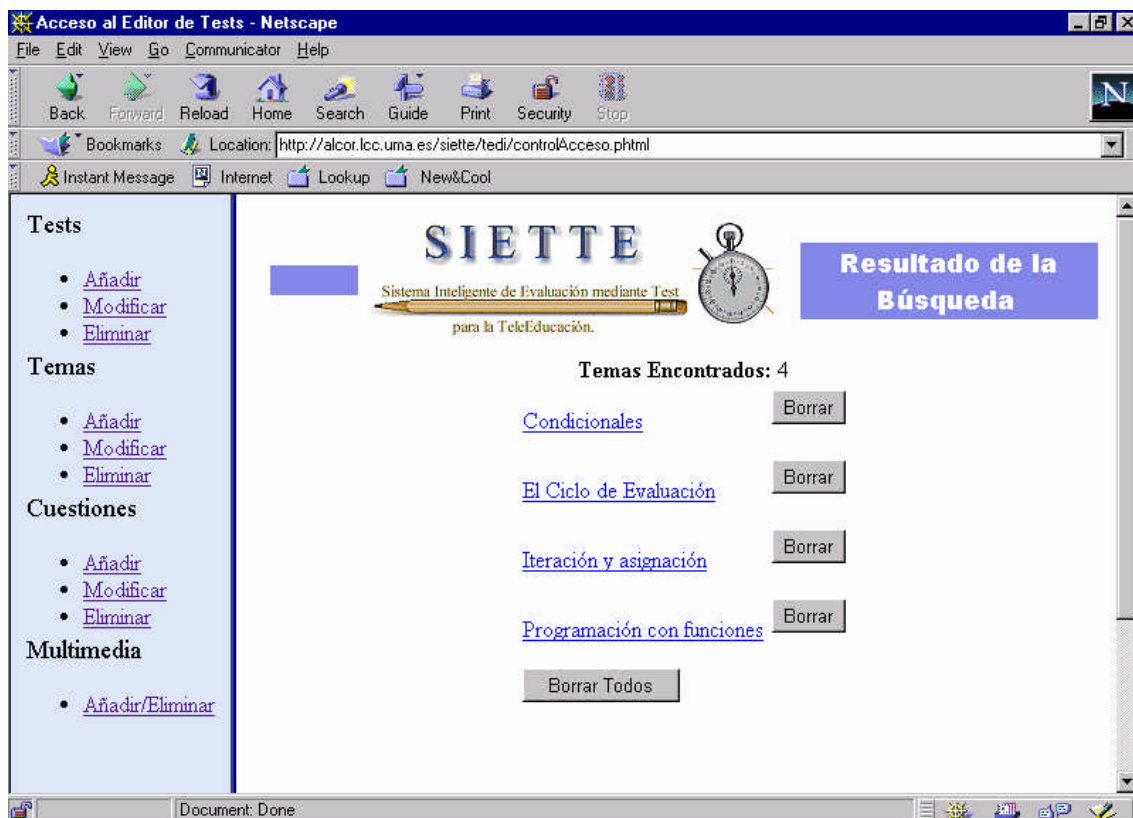 Acceso al Editor de Tests - Netscape
File Edit View Go Communicator Help
Back Forward Reload Home Search Guide Print Security Stop
N
Bookmarks Location: http://alcor.lcc.uma.es/siette/tedi/controlAcceso.phtml
Instant Message Internet Lookup New&Cool
Tests
Añadir
Modificar
Eliminar
Temas
Añadir
Modificar
Eliminar
Cuestiones
Añadir
Modificar
Eliminar
Multimedia
Añadir/Eliminar
SIETTE
Sistema Inteligente de Evaluación mediante Test
para la TeleEducación.
Resultado de la
Búsqueda
Temas Encontrados: 4
Condicionales Borrar
El Ciclo de Evaluación Borrar
Iteración y asignación Borrar
Programación con funciones Borrar
Borrar Todos
Document: Done